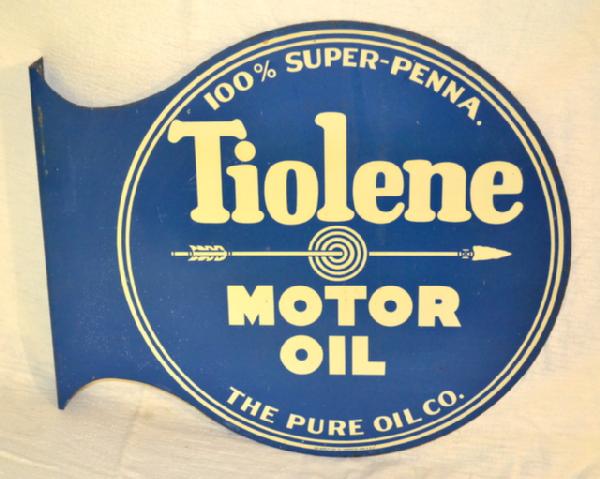 100% SUPER-PENNA.
Tiolene
MOTOR
OIL
THE PURE OIL CO.